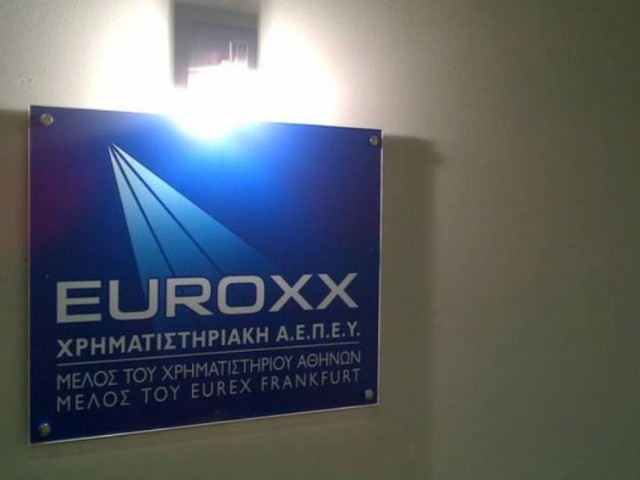 EUROXX
ΧΡΗΜΑΤΙΣΤΗΡΙΑΚΗ Α.Ε.Π.Ε.Υ.
ΜΕΛΟΣ ΤΟΥ ΧΡΗΜΑΤΙΣΤΗΡΙΟΥ ΑΘΗΝΩΝ
ΜΕΛΟΣ ΤΟΥ EUREX FRANKFURT